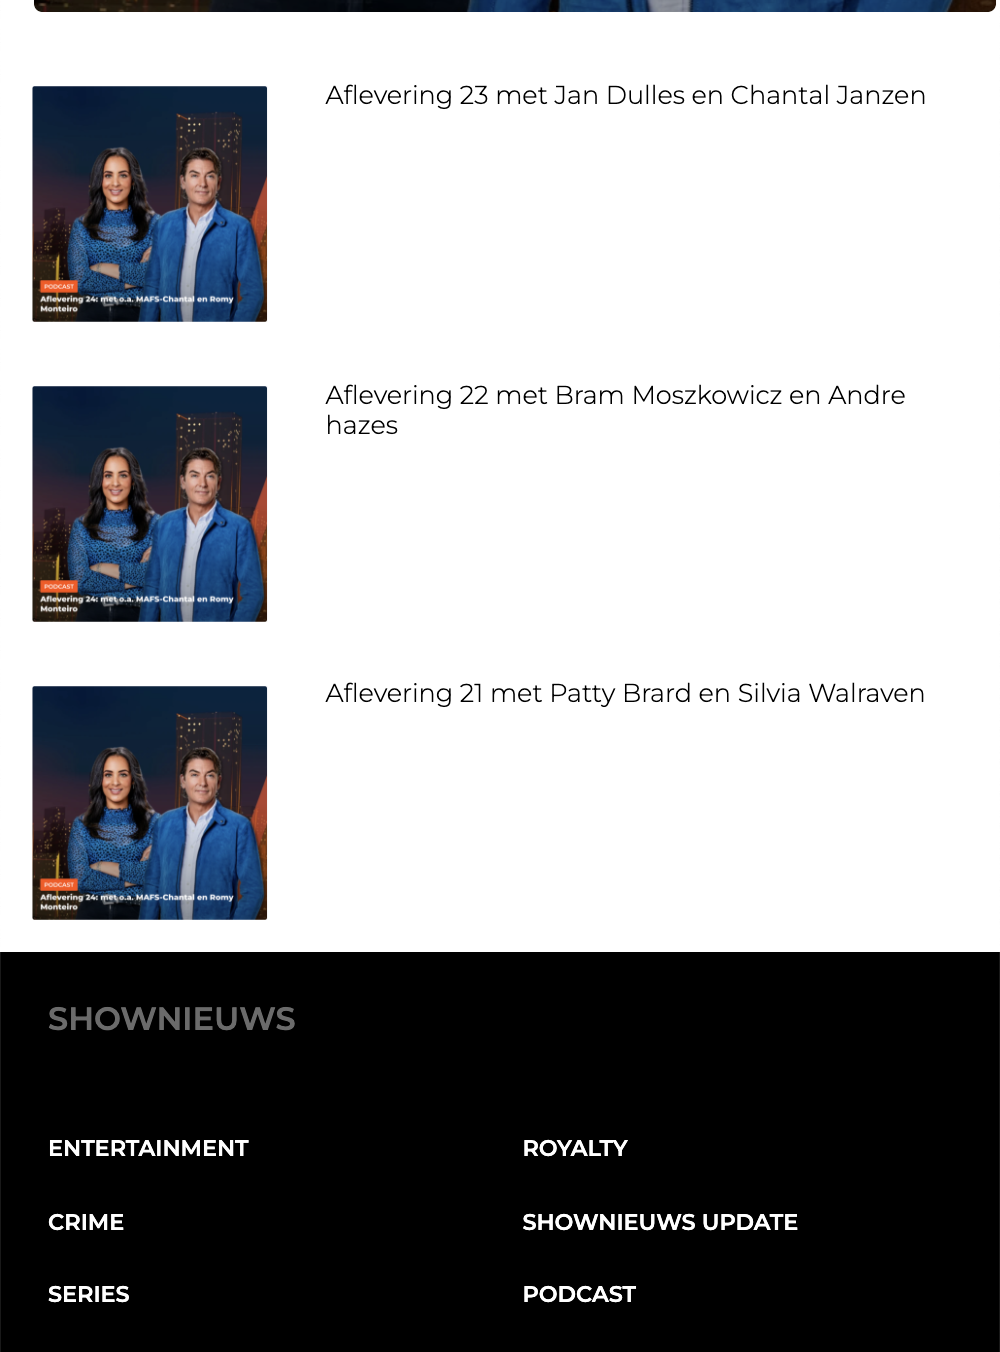 Aflevering 23 met Jan Dulles en Chantal Janzen
PODCAST
Aflevering 24: met o.a. MAFS-Chantal en Romy
Monteiro
Aflevering 22 met Bram Moszkowicz en Andre
hazes
PODCAST
Aflevering 24: met o.a. MAFS-Chantal en Romy
Monteiro
Aflevering 21 met Patty Brard en Silvia Walraven
PODCAST
Aflevering 24: met o.a. MAFS-Chantal en Romy
Monteiro
SHOWNIEUWS
ENTERTAINMENT
ROYALTY
CRIME
SHOWNIEUWS UPDATE
SERIES
PODCAST